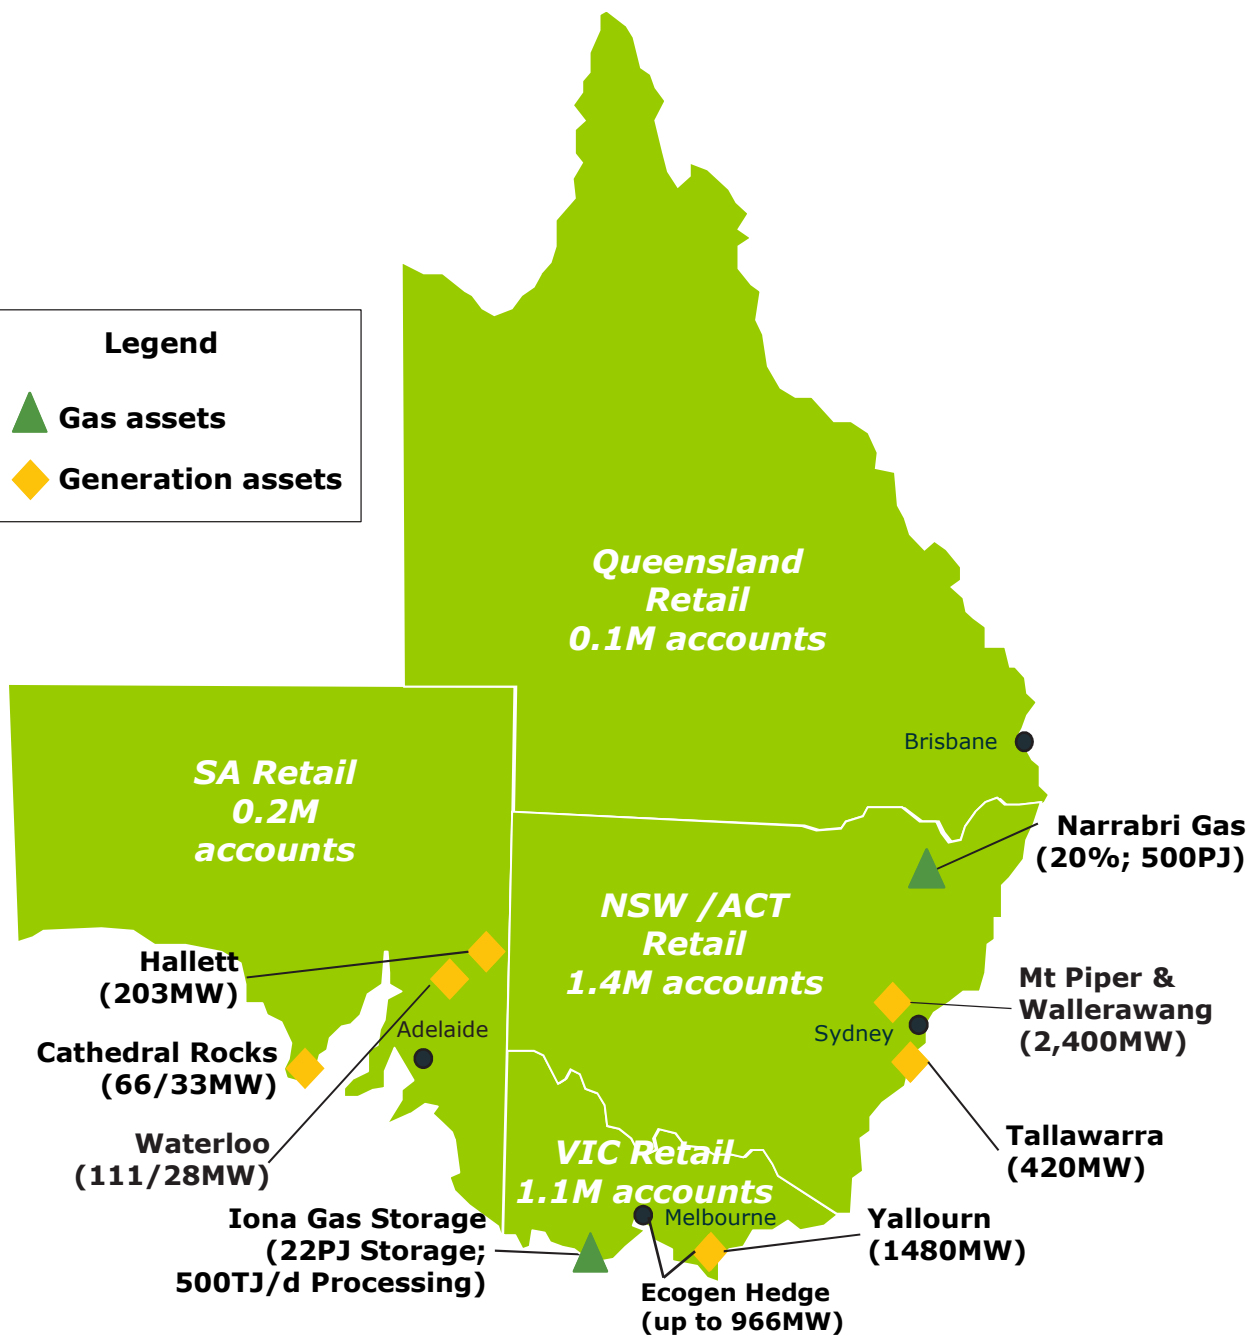 Legend
Gas assets
Generation assets
Queensland
Retail
0.1M accounts
Brisbane
SA Retail
0.2M
accounts
Narrabri Gas
(20%; 500PJ)
NSW /ACT
Retail
1.4M accounts
Hallett
(203MW)
Mt Piper &
Wallerawang
(2,400MW)
Sydney
Adelaide
Cathedral Rocks
(66/33MW)
Waterloo
(111/28MW)
Tallawarra
(420MW)
VIC Retail
1.1M accounts
Melbourne
Iona Gas Storage
(22PJ Storage;
500TJ/d Processing)
Yallourn
(1480MW)
Ecogen Hedge
(up to 966MW)